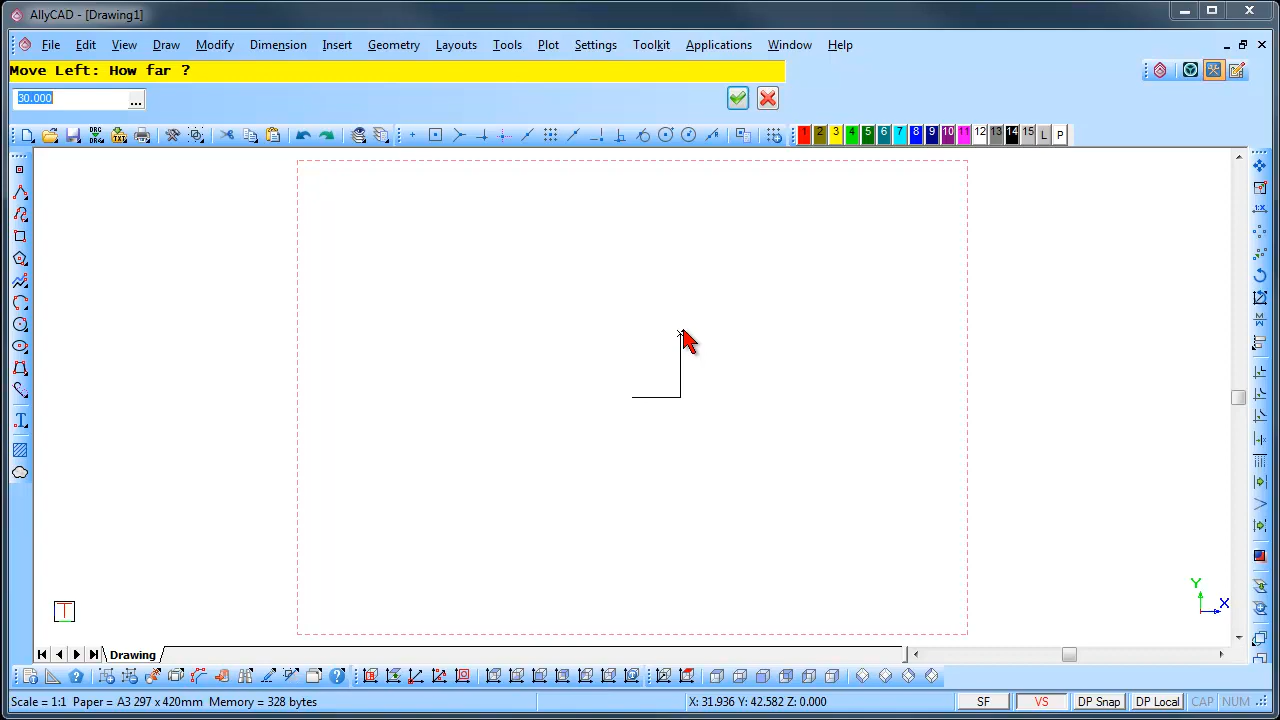 AllyCAD - [Drawing1]
File Edit View Draw Modify Dimension Insert Geometry Layouts Tools Plot Settings Toolkit Applications Window Help
Move Left: How far ?
30.000 ...
DRC TXT 1 2 3 4 5 6 7 8 9 10 11 12 13 14 15 L P
1:X
T
T
Y
X
Drawing
Scale = 1:1 Paper = A3 297 x 420mm Memory = 328 bytes X: 31.936 Y: 42.582 Z: 0.000 SF VS DP Snap DP Local CAP NUM